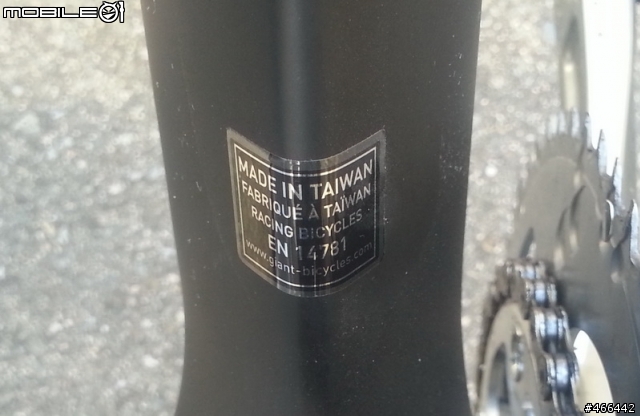 MOBILE01
MADE IN TAIWAN
FABRIQUÉ À TAÏWAN
RACING BICYCLES
EN 14781
www.giant-bicycles.com
#466442